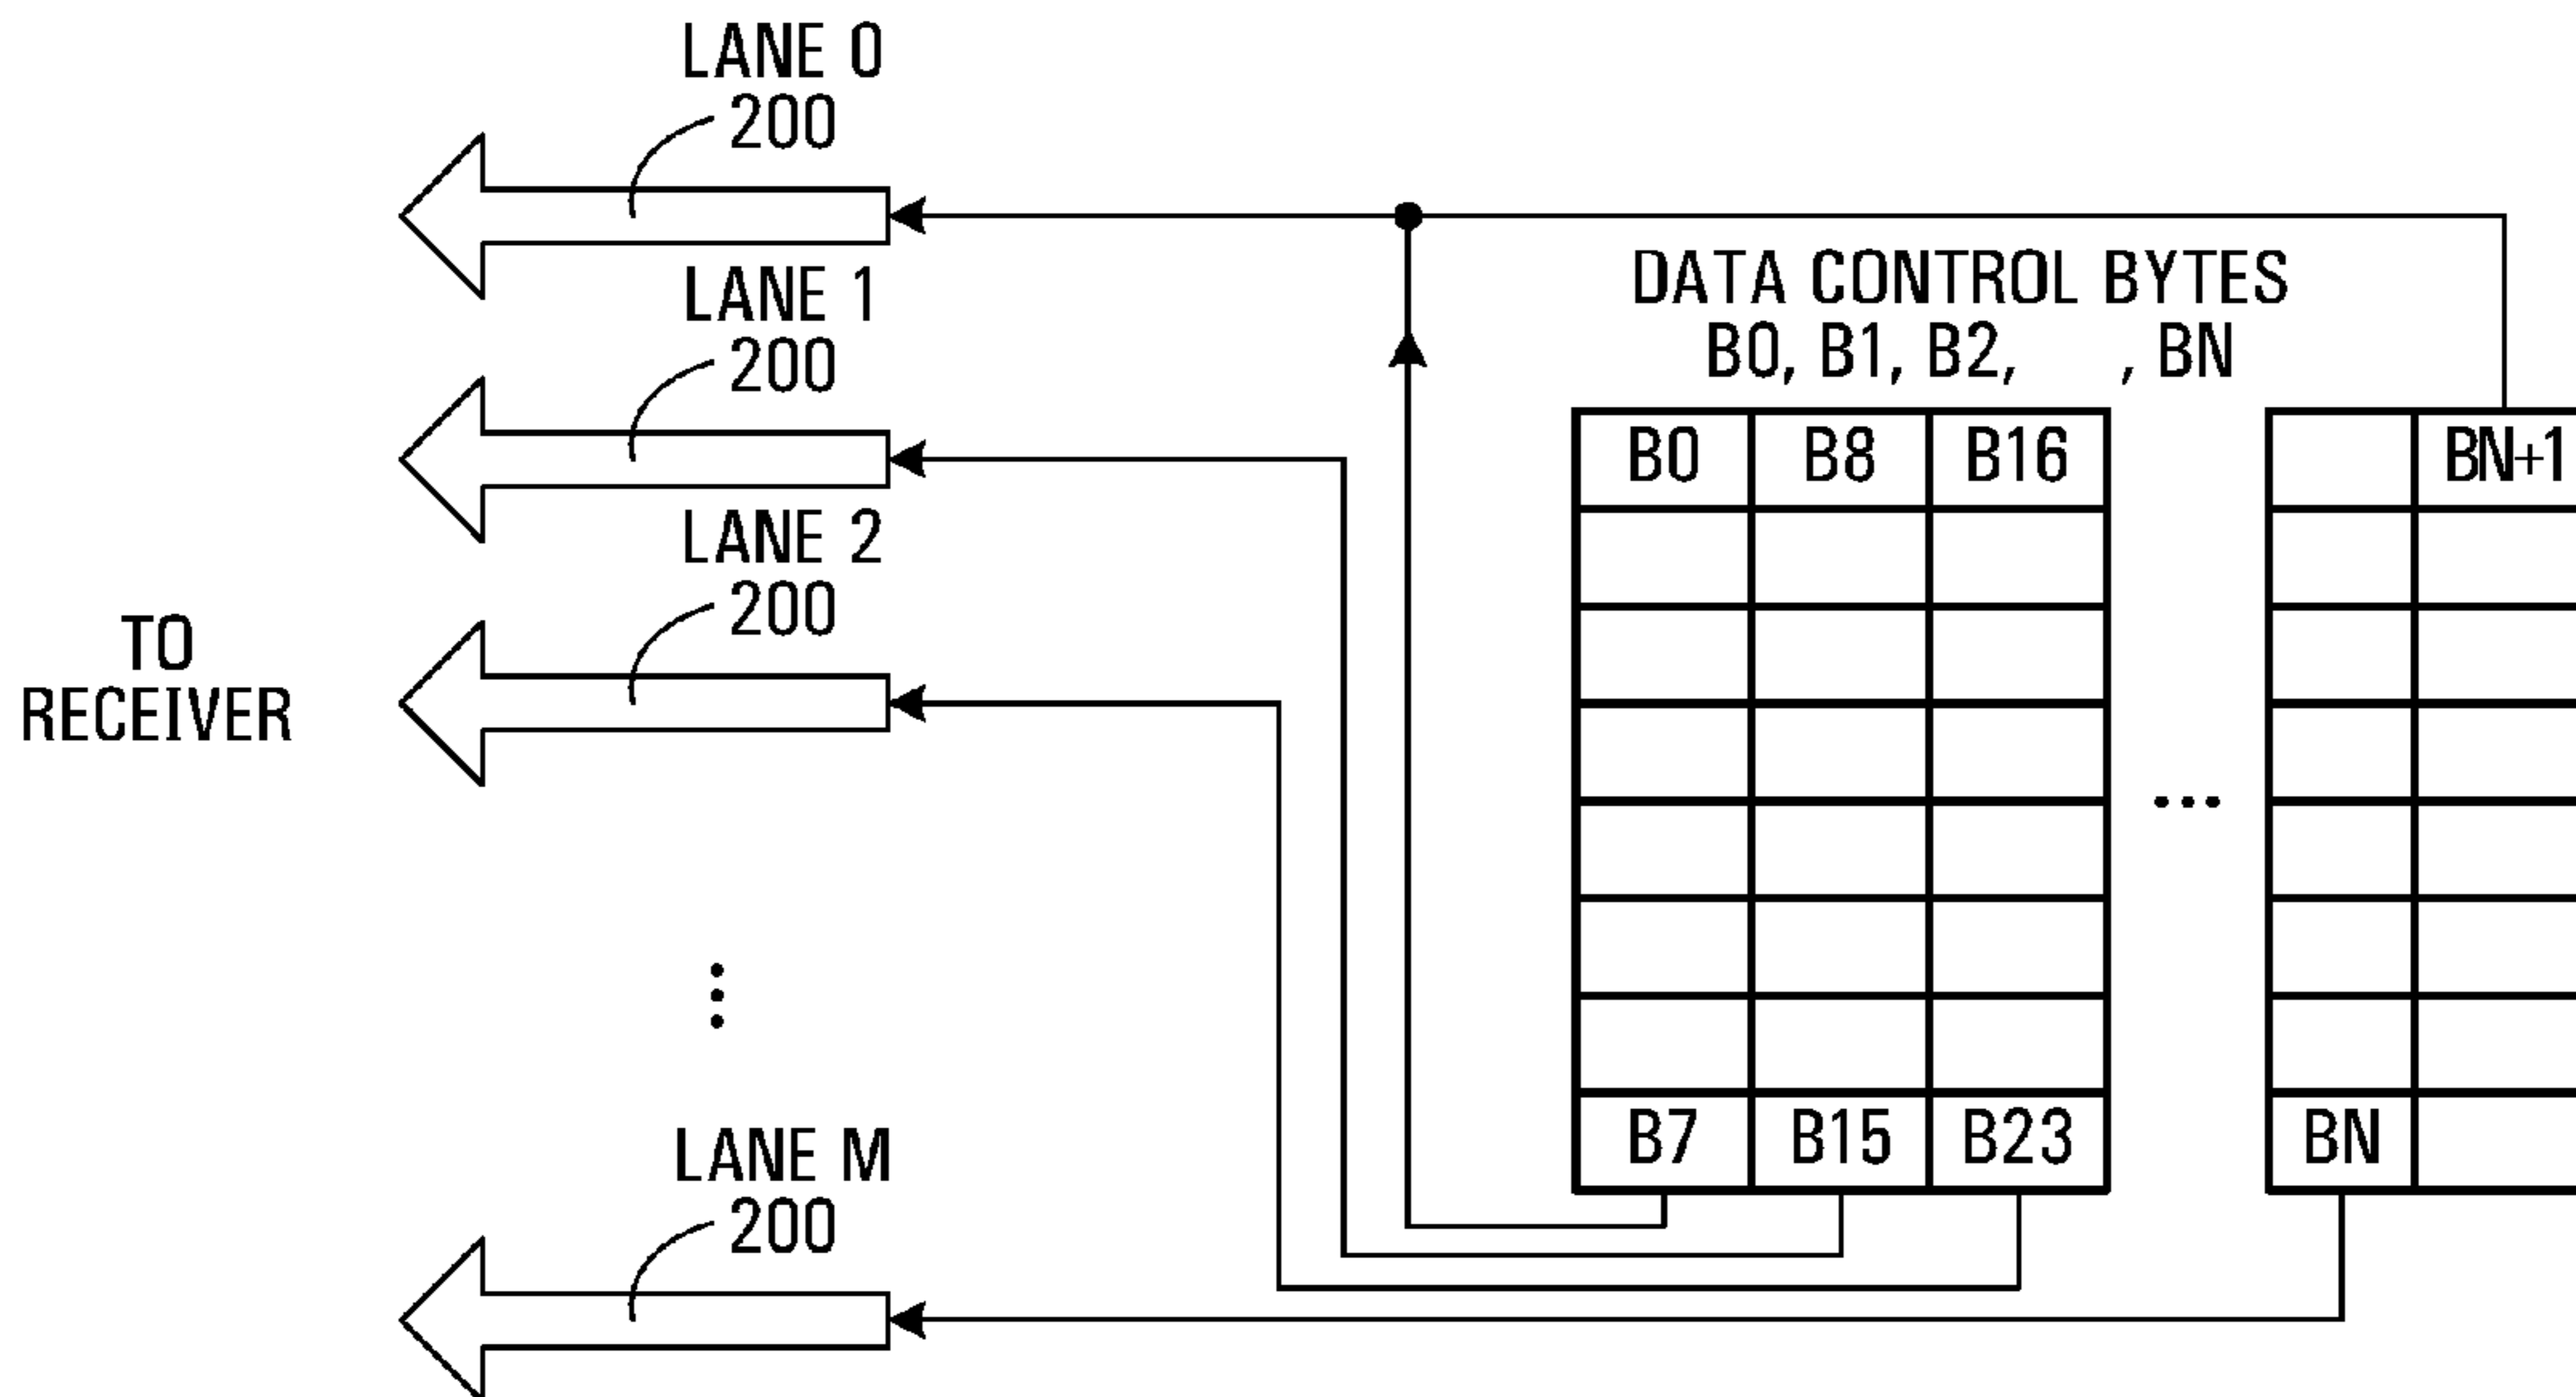 LANE 0
200
LANE 1
200
LANE 2
200
TO
RECEIVER
LANE M
200
DATA CONTROL BYTES
B0, B1, B2, , BN
B0 B8 B16 BN+1
...
B7 B15 B23 BN